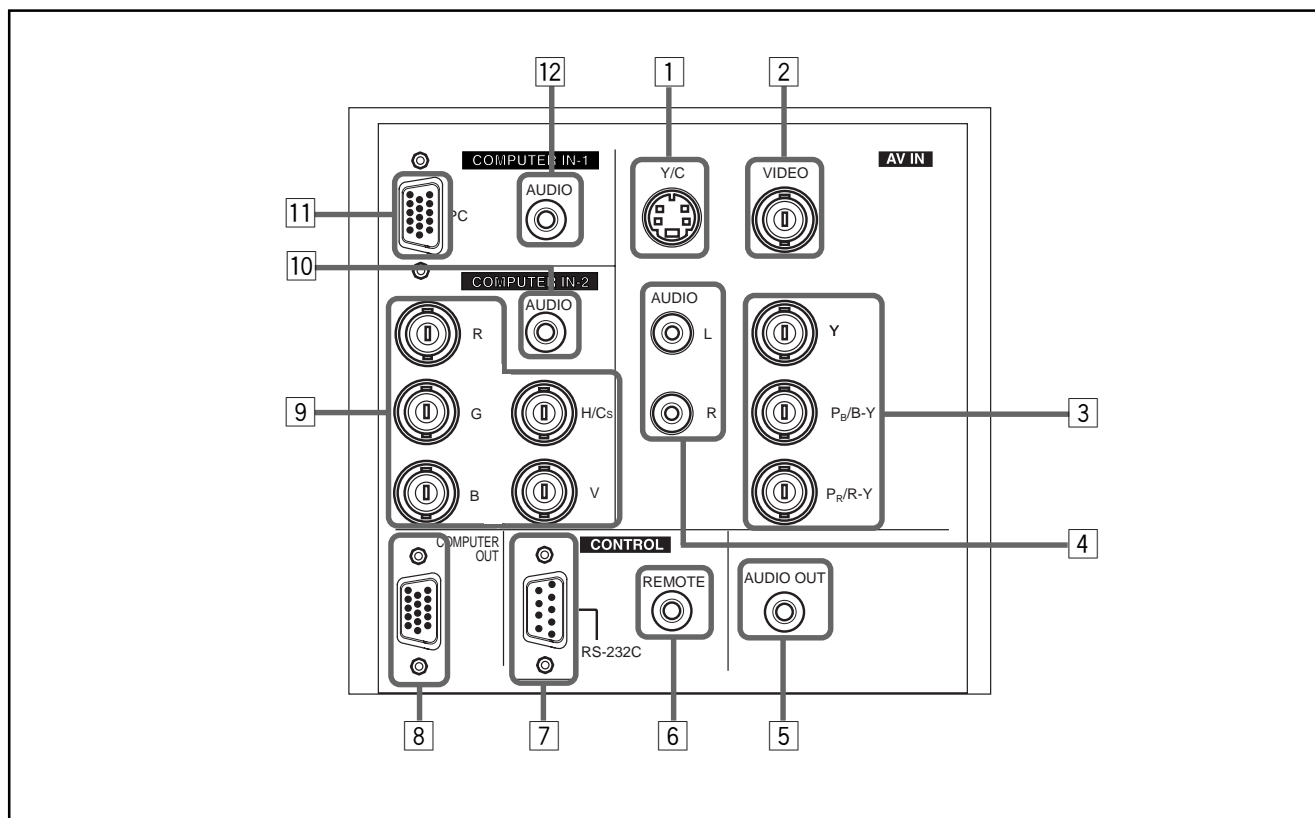 12
1
2
COMPUTER IN-1
AV IN
AUDIO
Y/C
VIDEO
11
PC
10
COMPUTER IN-2
AUDIO
AUDIO
R
L
Y
9
G
H/Cs
R
PB/B-Y
3
B
V
PR/R-Y
COMPUTER
OUT
CONTROL
4
REMOTE
AUDIO OUT
RS-232C
8
7
6
5